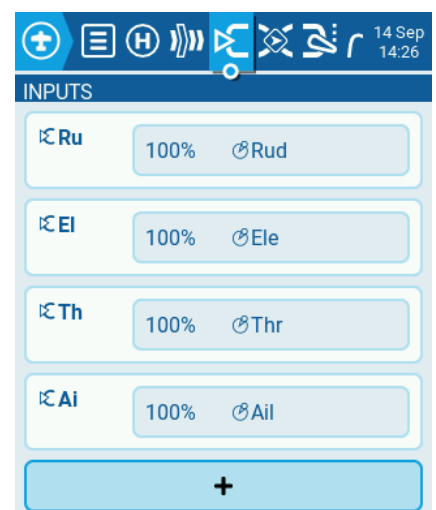 H
14 Sep
14:26
INPUTS
Ru 100% Rud
El 100% Ele
Th 100% Thr
Ai 100% Ail
+